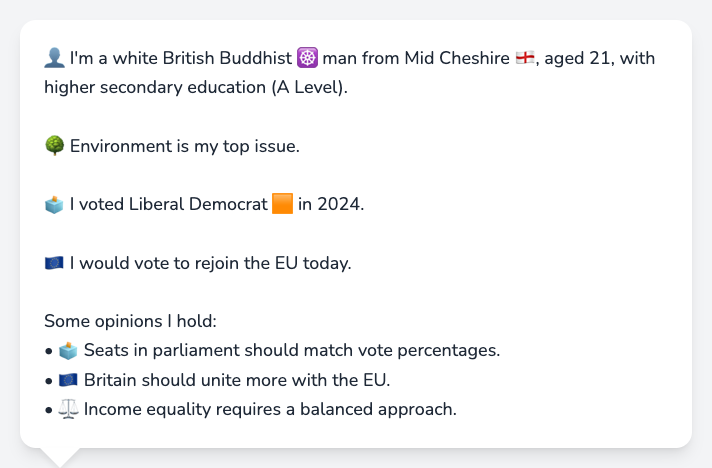 👤 I'm a white British Buddhist ☸️ man from Mid Cheshire 🏴󠁧󠁢󠁥󠁮󠁧󠁿, aged 21, with
higher secondary education (A Level).
🌳 Environment is my top issue.
🗳️ I voted Liberal Democrat 🟧 in 2024.
🇪🇺 I would vote to rejoin the EU today.
Some opinions I hold:
• 🗳️ Seats in parliament should match vote percentages.
• 🇪🇺 Britain should unite more with the EU.
• ⚖️ Income equality requires a balanced approach.